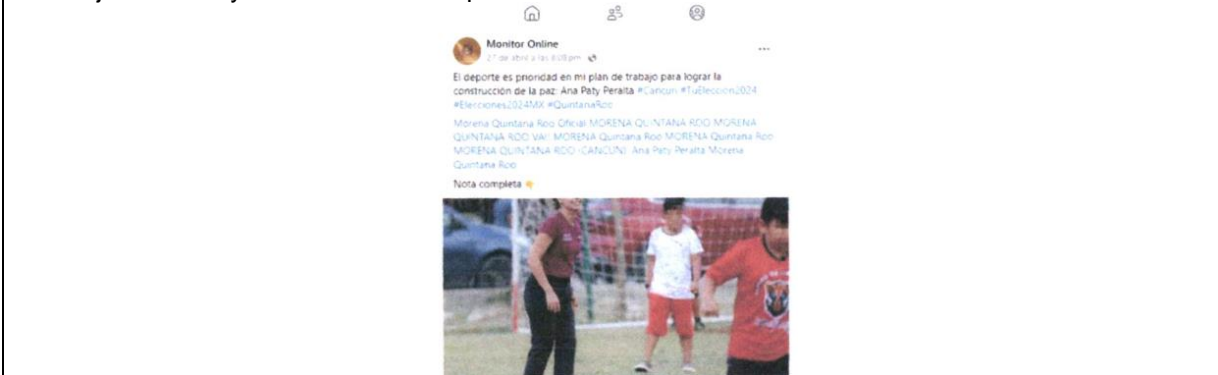 Monitor Online
27 de abril a las 8:08 pm
El deporte es prioridad en mi plan de trabajo para lograr la
construcción de la paz: Ana Paty Peralta #Cancun #TuEleccion2024
#Elecciones2024MX #QuintanaRoo
Morena Quintana Roo Oficial MORENA QUINTANA ROO MORENA
QUINTANA ROO VA!! MORENA Quintana Roo MORENA Quintana Roo
MORENA QUINTANA ROO (CANCUN) Ana Paty Peralta Morena
Quintana Roo
Nota completa 👇